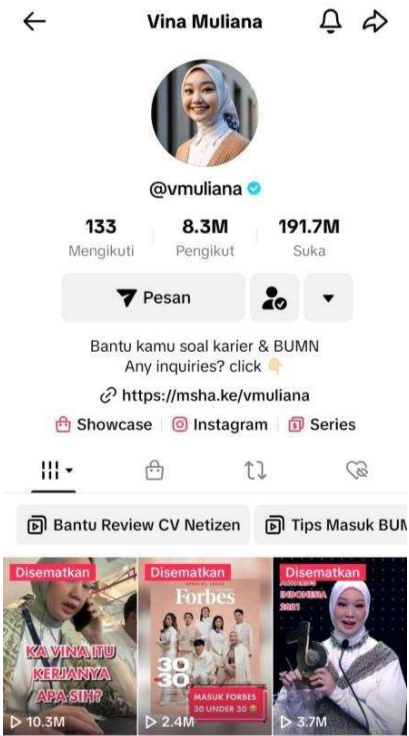 Vina Muliana
@vmuliana
133 8.3M 191.7M
Mengikuti Pengikut Suka
Pesan
Bantu kamu soal karier & BUMN
Any inquiries? click 👇🏻
https://msha.ke/vmuliana
Showcase Instagram Series
Bantu Review CV Netizen Tips Masuk BUM
Disematkan Disematkan Disematkan
SPECIAL ISSUE
Forbes
AWARDS
INDONESIA
2021
KA VINA ITU
KERJANYA
APA SIH?
30
30
MASUK FORBES
30 UNDER 30 😭
10.3M 2.4M 3.7M